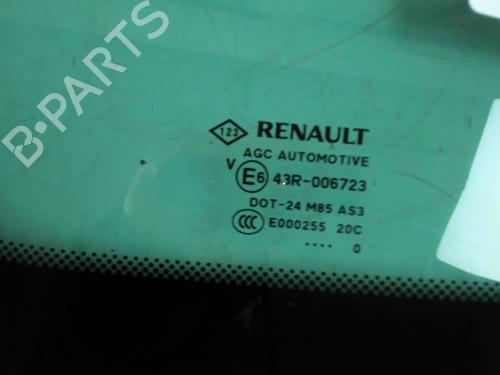 B-PARTS
123 RENAULT
AGC AUTOMOTIVE
V E6 43R-006723
DOT-24 M85 AS3
CCC E000255 20C
.... 0